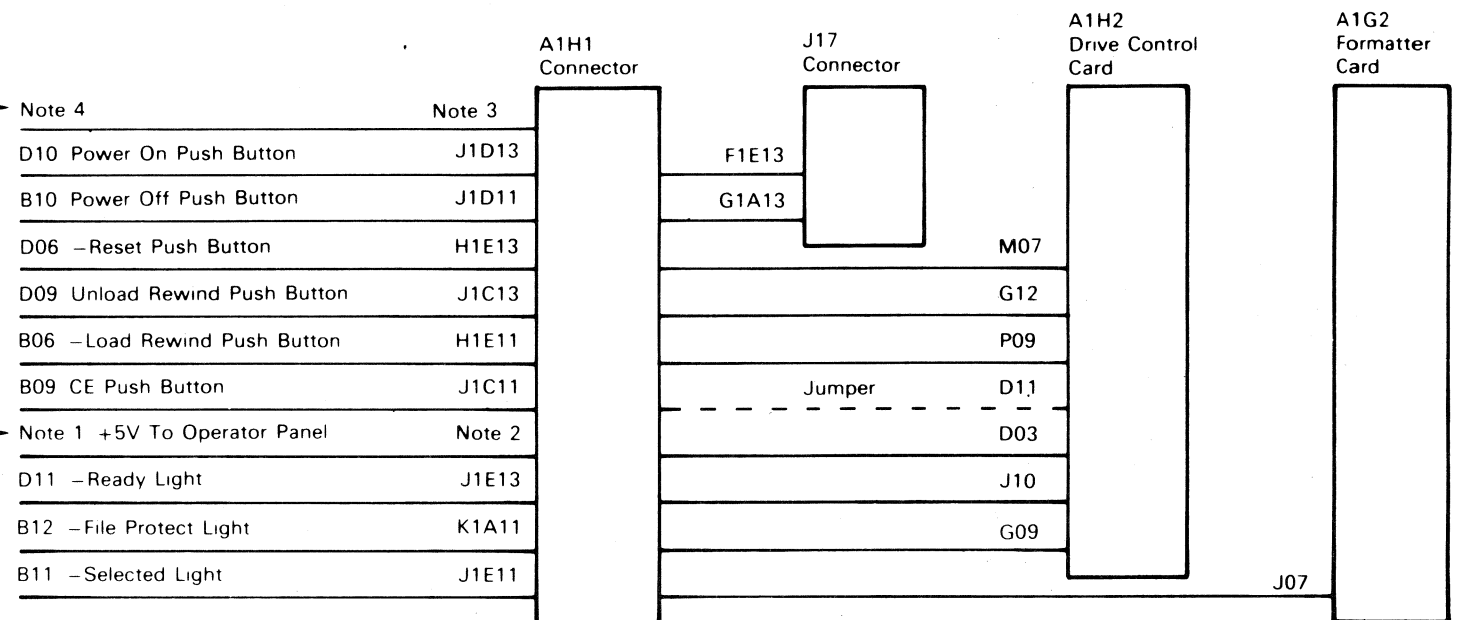 A1H1
Connector
J17
Connector
A1H2
Drive Control
Card
A1G2
Formatter
Card
Note 4 Note 3
D10 Power On Push Button J1D13 F1E13
B10 Power Off Push Button J1D11 G1A13
D06 –Reset Push Button H1E13 M07
D09 Unload Rewind Push Button J1C13 G12
B06 –Load Rewind Push Button H1E11 P09
B09 CE Push Button J1C11 Jumper D11
Note 1 +5V To Operator Panel Note 2 D03
D11 –Ready Light J1E13 J10
B12 –File Protect Light K1A11 G09
B11 –Selected Light J1E11 J07